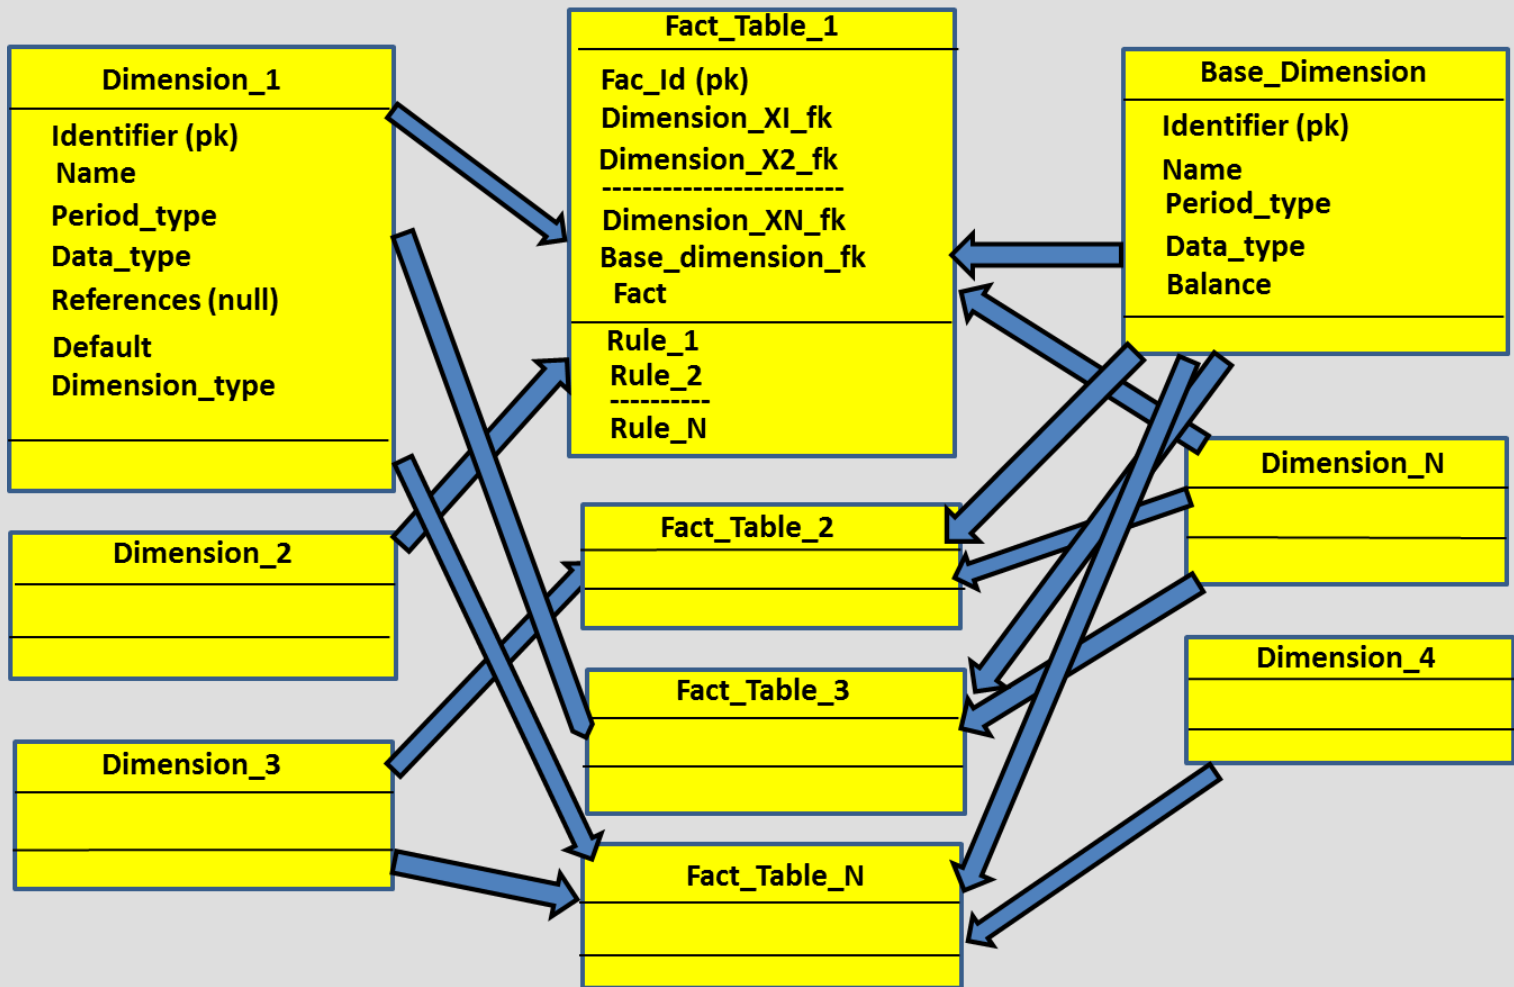 Dimension_1
Identifier (pk)
Name
Period_type
Data_type
References (null)
Default
Dimension_type
Dimension_2
Dimension_3
Fact_Table_1
Fac_Id (pk)
Dimension_XI_fk
Dimension_X2_fk
------------------------
Dimension_XN_fk
Base_dimension_fk
Fact
Rule_1
Rule_2
----------
Rule_N
Fact_Table_2
Fact_Table_3
Fact_Table_N
Base_Dimension
Identifier (pk)
Name
Period_type
Data_type
Balance
Dimension_N
Dimension_4